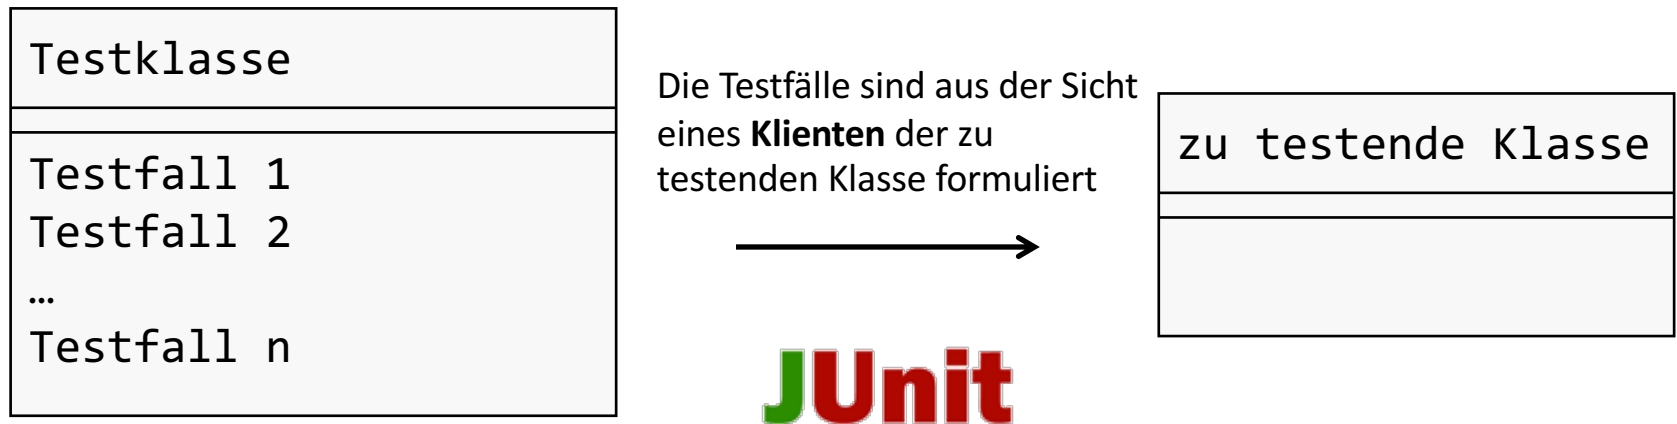 Testklasse
Testfall 1
Testfall 2
…
Testfall n
Die Testfälle sind aus der Sicht
eines Klienten der zu
testenden Klasse formuliert
JUnit
zu testende Klasse